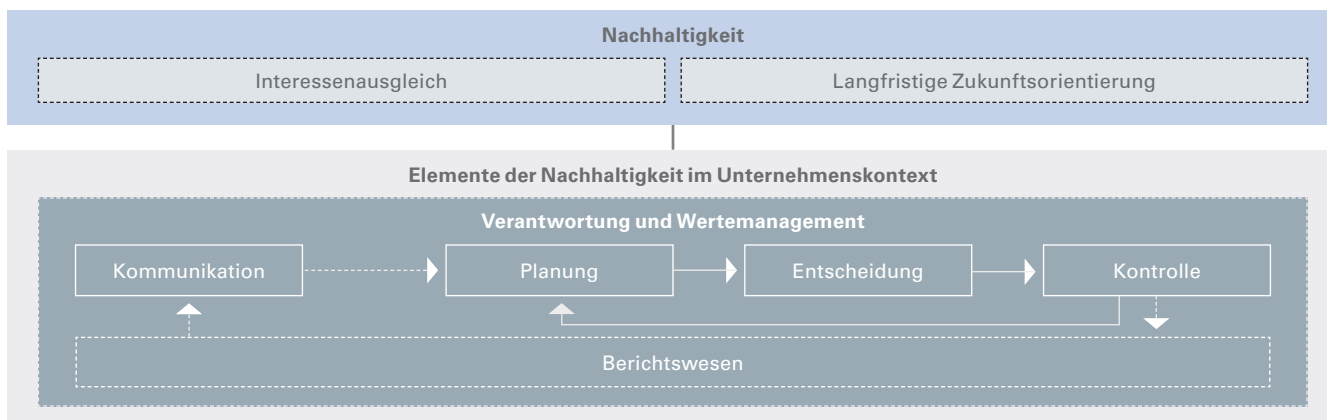 Nachhaltigkeit
Interessenausgleich
Langfristige Zukunftsorientierung
Elemente der Nachhaltigkeit im Unternehmenskontext
Verantwortung und Wertemanagement
Kommunikation
Planung
Entscheidung
Kontrolle
Berichtswesen